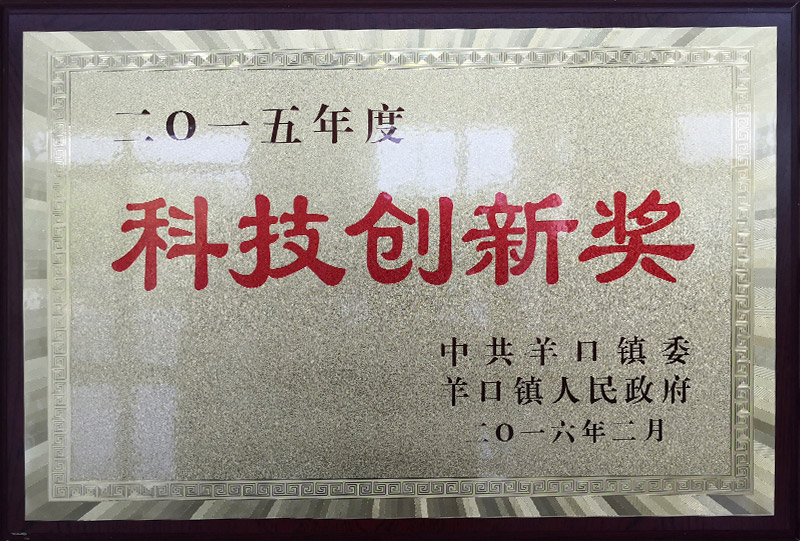 二〇一五年度
科技创新奖
中共羊口镇委
羊口镇人民政府
二〇一六年二月